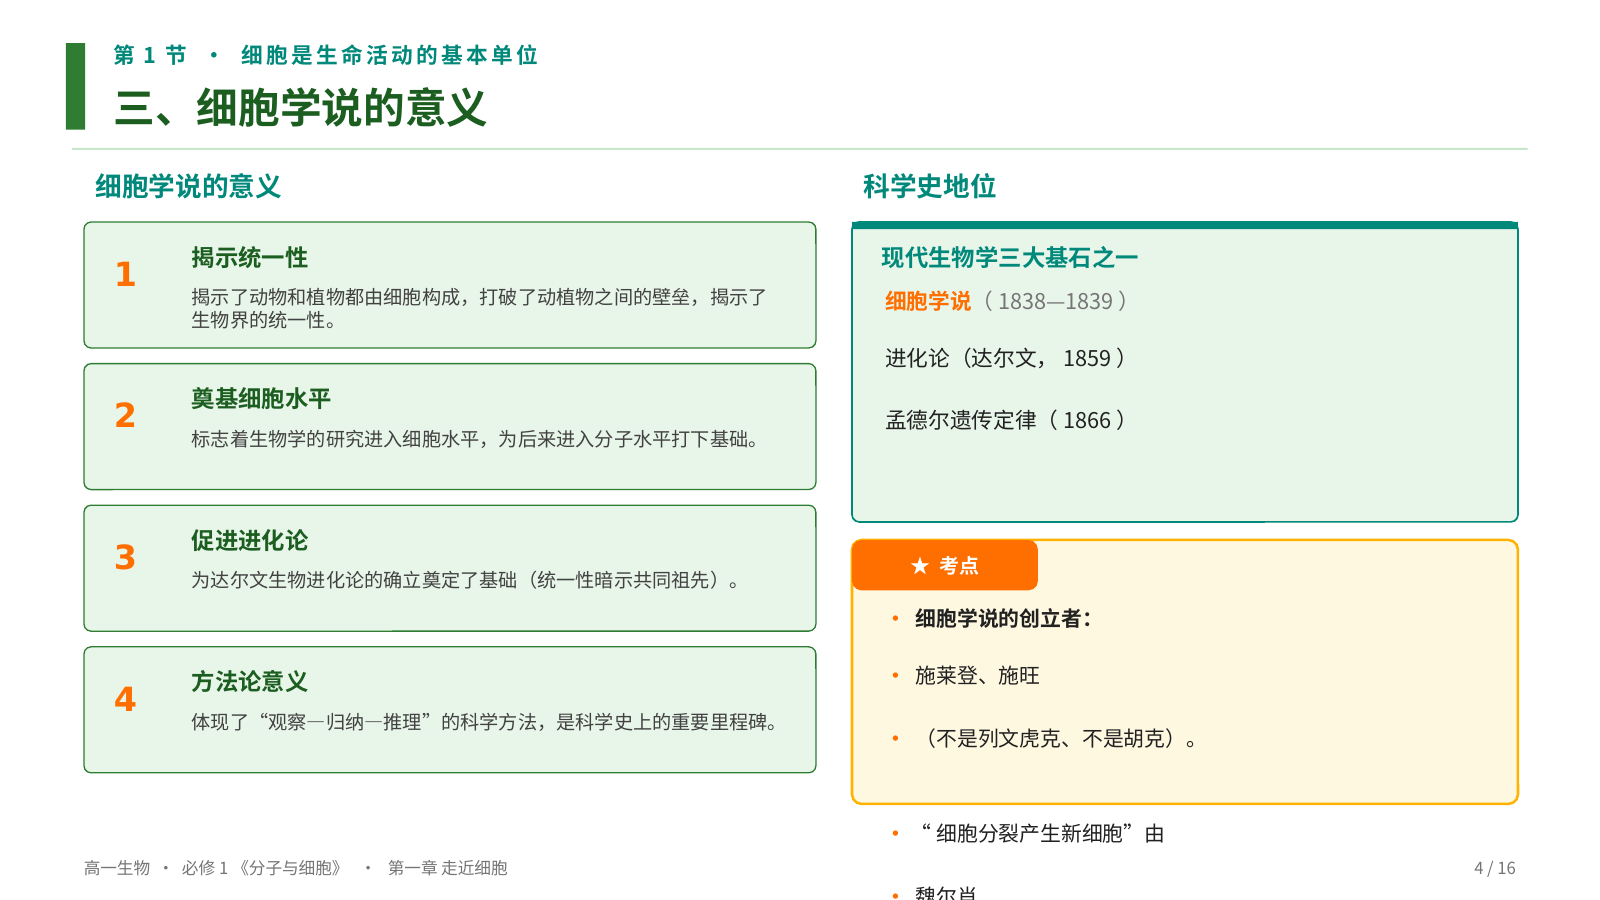 第 1 节 · 细胞是生命活动的基本单位
三、细胞学说的意义
细胞学说的意义
1
揭示统一性
揭示了动物和植物都由细胞构成，打破了动植物之间的壁垒，揭示了
生物界的统一性。
2
奠基细胞水平
标志着生物学的研究进入细胞水平，为后来进入分子水平打下基础。
3
促进进化论
为达尔文生物进化论的确立奠定了基础（统一性暗示共同祖先）。
4
方法论意义
体现了“观察—归纳—推理”的科学方法，是科学史上的重要里程碑。
科学史地位
现代生物学三大基石之一
细胞学说（ 1838—1839 ）
进化论（达尔文， 1859 ）
孟德尔遗传定律（ 1866 ）
★ 考点
• 细胞学说的创立者：
• 施莱登、施旺
• （不是列文虎克、不是胡克）。
• “ 细胞分裂产生新细胞”由
• 魏尔肖
高一生物 · 必修 1 《分子与细胞》 · 第一章 走近细胞
4 / 16